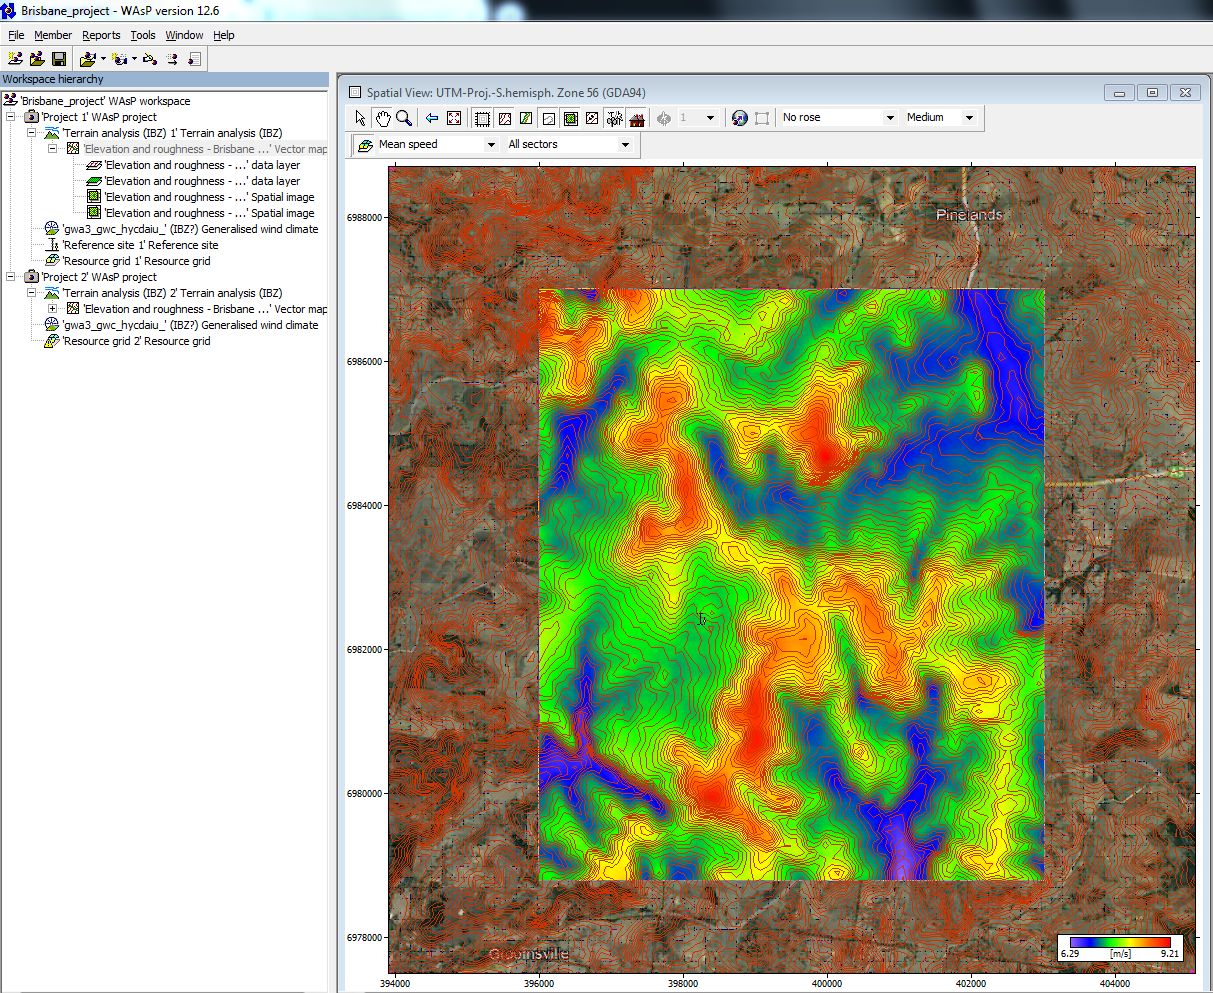 Brisbane_project - WAsP version 12.6
File Member Reports Tools Window Help
Workspace hierarchy
'Brisbane_project' WAsP workspace
'Project 1' WAsP project
'Terrain analysis (IBZ) 1' Terrain analysis (IBZ)
'Elevation and roughness - Brisbane ...' Vector map
'Elevation and roughness - ...' data layer
'Elevation and roughness - ...' data layer
'Elevation and roughness - ...' Spatial image
'Elevation and roughness - ...' Spatial image
'gwa3_gwc_hycdaiu_' (IBZ?) Generalised wind climate
'Reference site 1' Reference site
'Resource grid 1' Resource grid
'Project 2' WAsP project
'Terrain analysis (IBZ) 2' Terrain analysis (IBZ)
'Elevation and roughness - Brisbane ...' Vector map
'gwa3_gwc_hycdaiu_' (IBZ?) Generalised wind climate
'Resource grid 2' Resource grid
Spatial View: UTM-Proj.-S.hemisph. Zone 56 (GDA94)
1 No rose Medium
Mean speed All sectors
Pinelands
6988000
6986000
A3
6984000
6982000
6980000
6978000
Groomsville
6.29 [m/s] 9.21
394000 396000 398000 400000 402000 404000